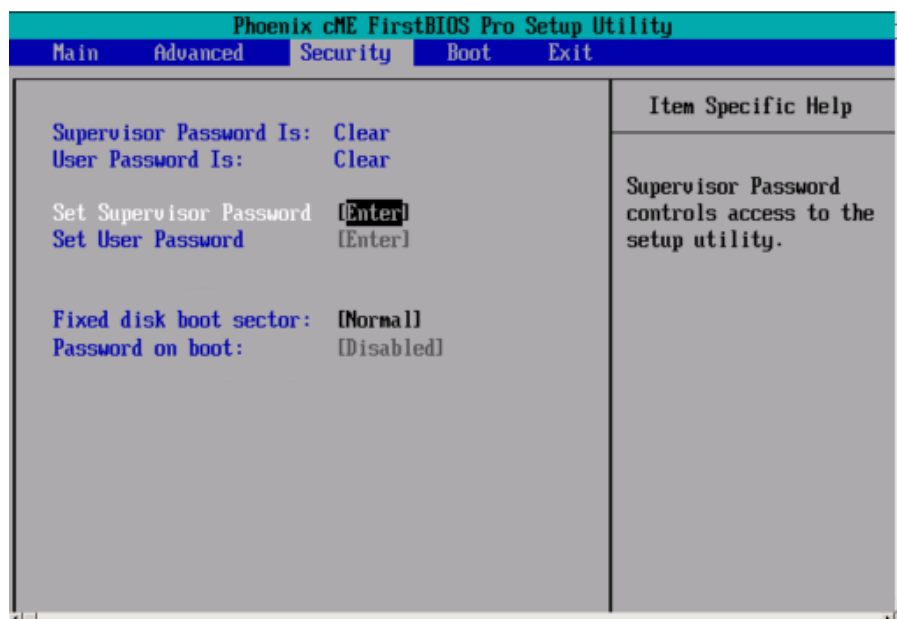 Phoenix cME FirstBIOS Pro Setup Utility
Main Advanced Security Boot Exit
Item Specific Help
Supervisor Password Is: Clear
User Password Is: Clear
Set Supervisor Password [Enter]
Set User Password [Enter]
Fixed disk boot sector: [Normal]
Password on boot: [Disabled]
Supervisor Password
controls access to the
setup utility.